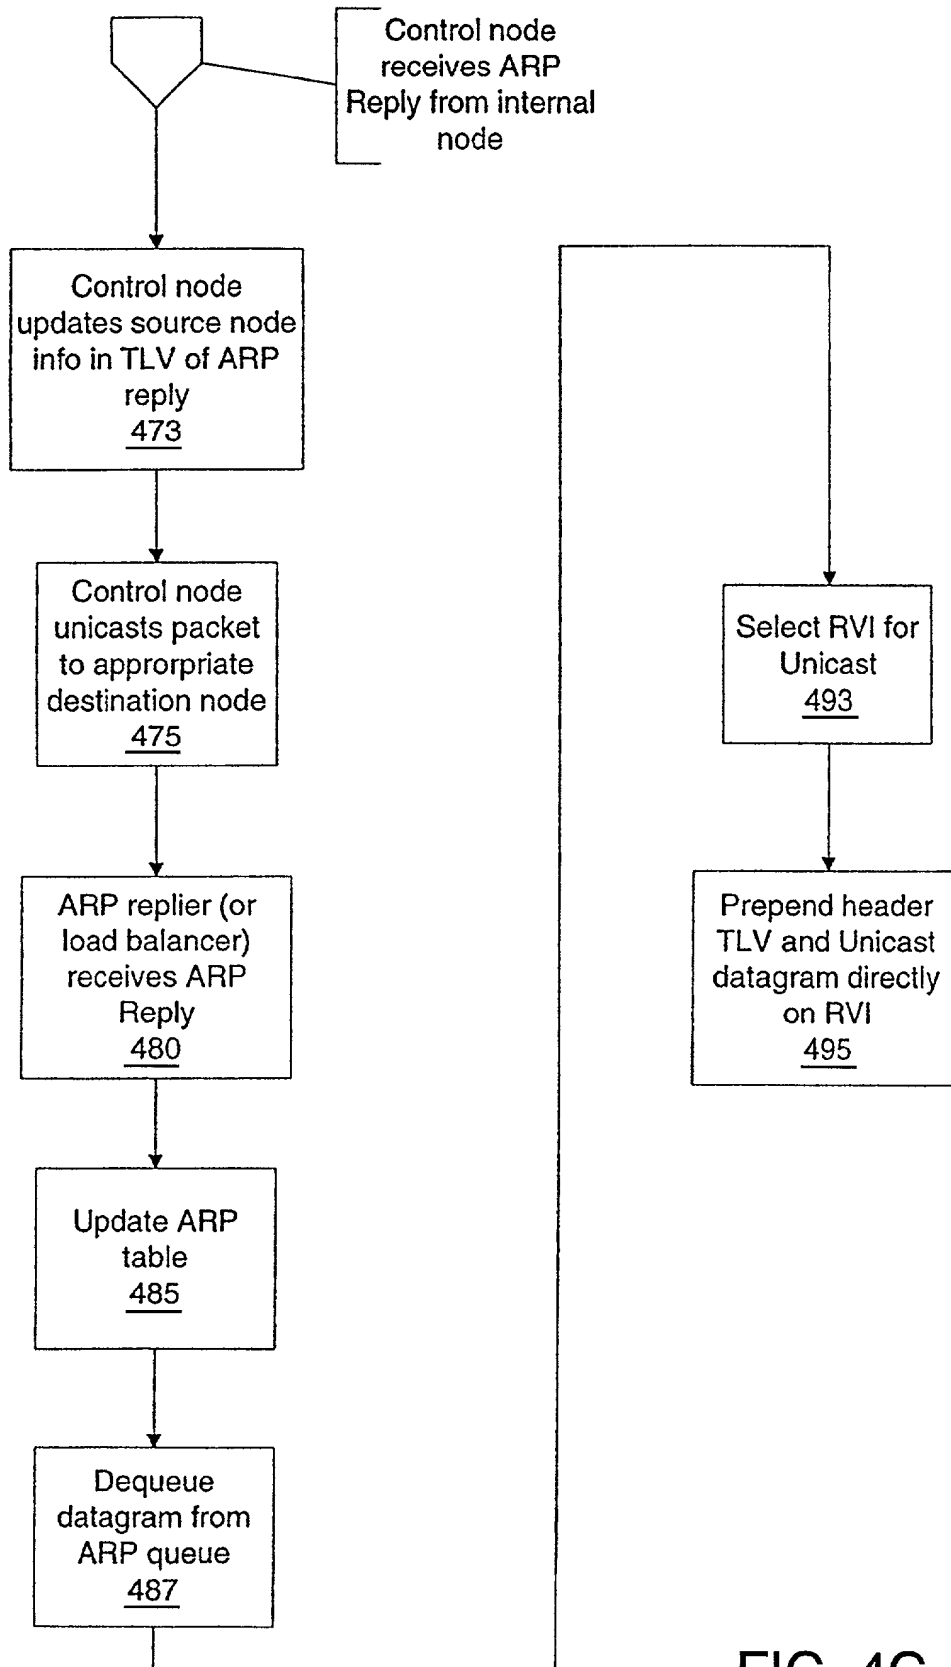 Control node
receives ARP
Reply from internal
node
Control node
updates source node
info in TLV of ARP
reply
473
Control node
unicasts packet
to approrpriate
destination node
475
ARP replier (or
load balancer)
receives ARP
Reply
480
Update ARP
table
485
Dequeue
datagram from
ARP queue
487
Select RVI for
Unicast
493
Prepend header
TLV and Unicast
datagram directly
on RVI
495
FIG. 4C